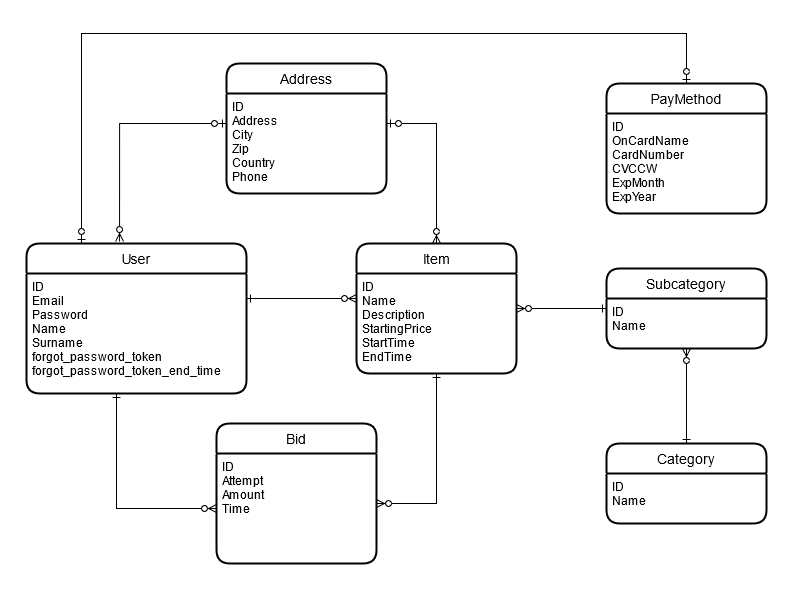 Address
ID
Address
City
Zip
Country
Phone
PayMethod
ID
OnCardName
CardNumber
CVCCW
ExpMonth
ExpYear
User
ID
Email
Password
Name
Surname
forgot_password_token
forgot_password_token_end_time
Item
ID
Name
Description
StartingPrice
StartTime
EndTime
Subcategory
ID
Name
Bid
ID
Attempt
Amount
Time
Category
ID
Name